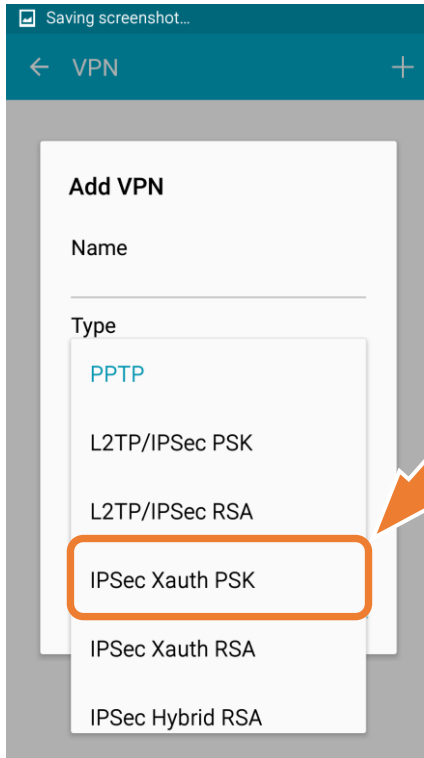 Saving screenshot...
VPN
Add VPN
Name
Type
PPTP
L2TP/IPSec PSK
L2TP/IPSec RSA
IPSec Xauth PSK
IPSec Xauth RSA
IPSec Hybrid RSA